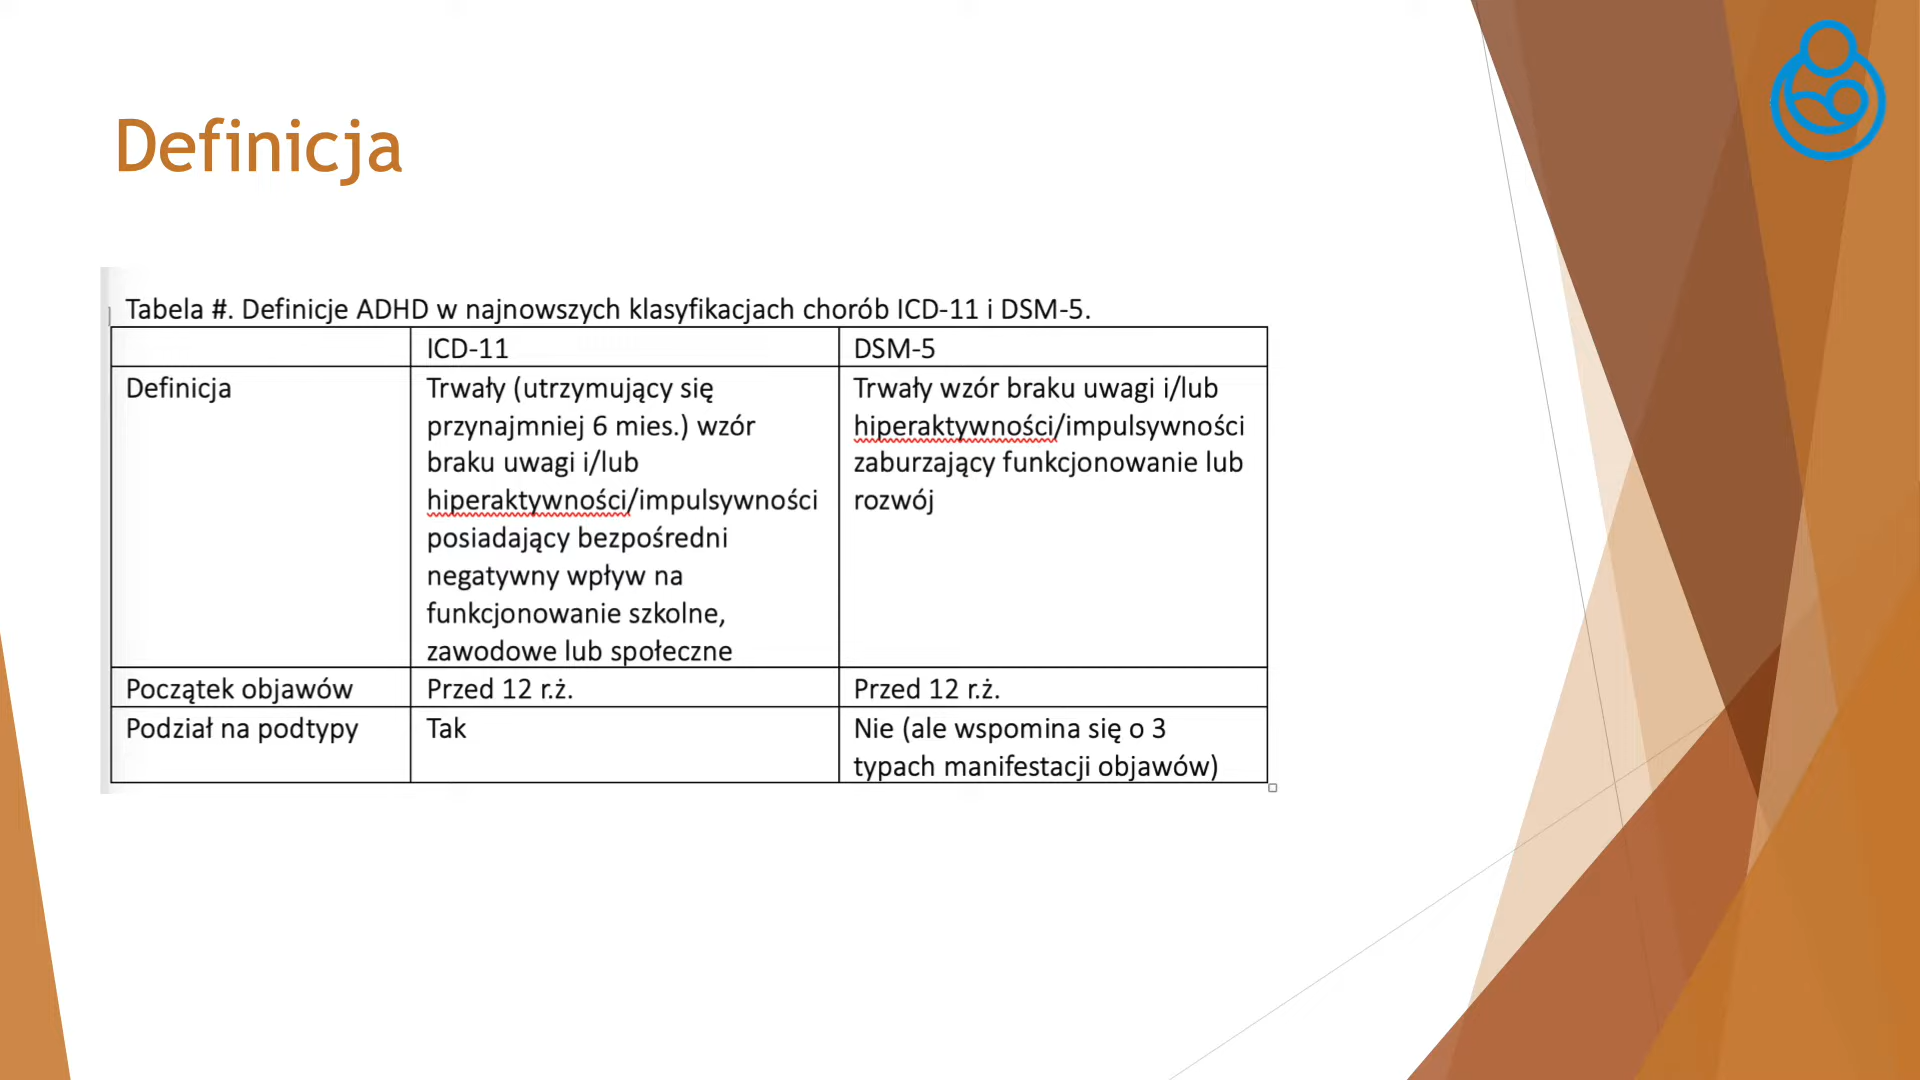 Definicja
Tabela #. Definicje ADHD w najnowszych klasyfikacjach chorób ICD-11 i DSM-5.
ICD-11
DSM-5
Definicja
Trwały (utrzymujący się
przynajmniej 6 mies.) wzór
braku uwagi i/lub
hiperaktywności/impulsywności
posiadający bezpośredni
negatywny wpływ na
funkcjonowanie szkolne,
zawodowe lub społeczne
Trwały wzór braku uwagi i/lub
hiperaktywności/impulsywności
zaburzający funkcjonowanie lub
rozwój
Początek objawów
Przed 12 r.ż.
Przed 12 r.ż.
Podział na podtypy
Tak
Nie (ale wspomina się o 3
typach manifestacji objawów)